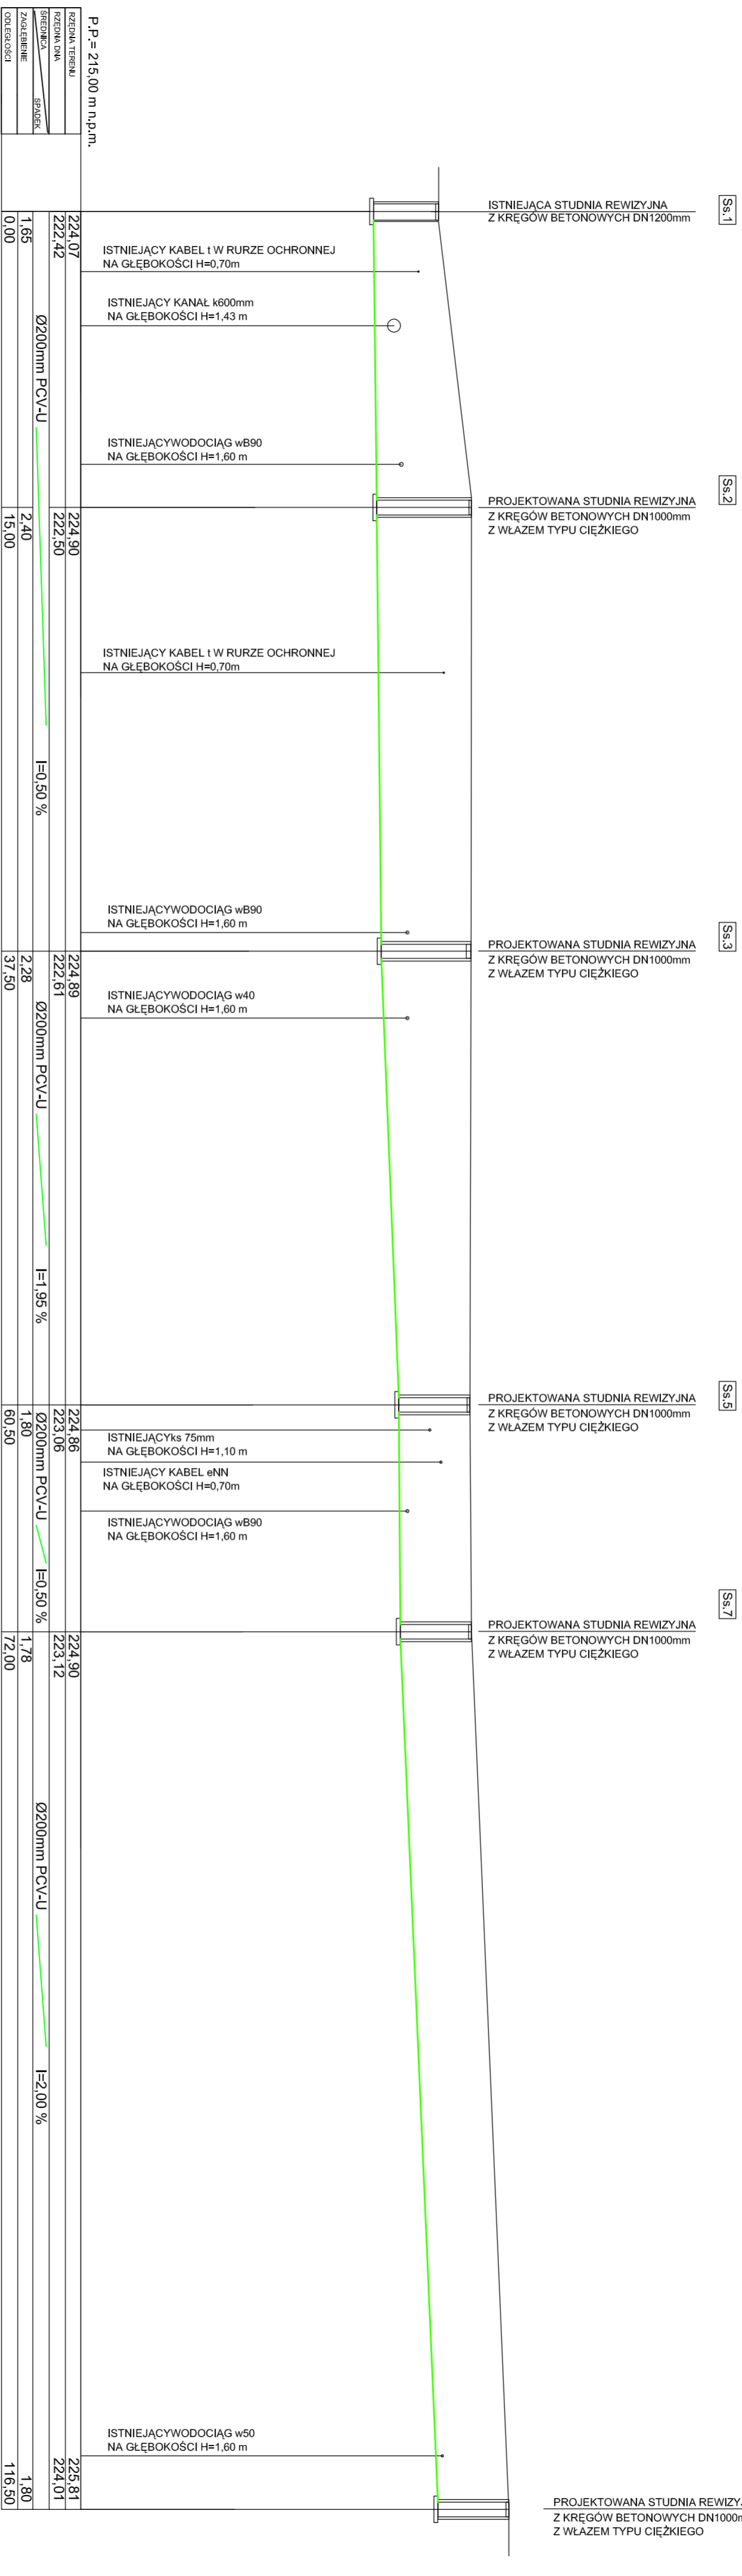 Ss.1
ISTNIEJĄCA STUDNIA REWIZYJNA
Z KRĘGÓW BETONOWYCH DN1200mm
Ss.2
PROJEKTOWANA STUDNIA REWIZYJNA
Z KRĘGÓW BETONOWYCH DN1000mm
Z WŁAZEM TYPU CIĘŻKIEGO
Ss.3
PROJEKTOWANA STUDNIA REWIZYJNA
Z KRĘGÓW BETONOWYCH DN1000mm
Z WŁAZEM TYPU CIĘŻKIEGO
Ss.5
PROJEKTOWANA STUDNIA REWIZYJNA
Z KRĘGÓW BETONOWYCH DN1000mm
Z WŁAZEM TYPU CIĘŻKIEGO
Ss.7
PROJEKTOWANA STUDNIA REWIZYJNA
Z KRĘGÓW BETONOWYCH DN1000mm
Z WŁAZEM TYPU CIĘŻKIEGO
PROJEKTOWANA STUDNIA
Z KRĘGÓW BETONOWYCH
Z WŁAZEM TYPU CIĘŻKIEGO
ISTNIEJĄCY KABEL t W RURZE OCHRONNEJ
NA GŁĘBOKOŚCI H=0,70m
ISTNIEJĄCY KANAŁ k600mm
NA GŁĘBOKOŚCI H=1,43 m
ISTNIEJĄCYWODOCIĄG wB90
NA GŁĘBOKOŚCI H=1,60 m
ISTNIEJĄCY KABEL t W RURZE OCHRONNEJ
NA GŁĘBOKOŚCI H=0,70m
ISTNIEJĄCYWODOCIĄG wB90
NA GŁĘBOKOŚCI H=1,60 m
ISTNIEJĄCYWODOCIĄG w40
NA GŁĘBOKOŚCI H=1,60 m
ISTNIEJĄCYks 75mm
NA GŁĘBOKOŚCI H=1,10 m
ISTNIEJĄCY KABEL eNN
NA GŁĘBOKOŚCI H=0,70m
ISTNIEJĄCYWODOCIĄG wB90
NA GŁĘBOKOŚCI H=1,60 m
ISTNIEJĄCYWODOCIĄG w50
NA GŁĘBOKOŚCI H=1,60 m
P.P.= 215,00 m n.p.m.
RZĘDNA TERENU 224,07 224,90 224,89 224,86 224,90 225,81
RZĘDNA DNA 222,42 222,50 222,61 223,06 223,12 224,01
ŚREDNICA SPADEK Ø200mm PCV-U I=0,50 % Ø200mm PCV-U I=1,95 % Ø200mm PCV-U I=0,50 % Ø200mm PCV-U I=2,00 %
ZAGŁĘBIENIE 1,65 2,40 2,28 1,80 1,78 1,80
ODLEGŁOŚCI 0,00 15,00 37,50 60,50 72,00 116,50